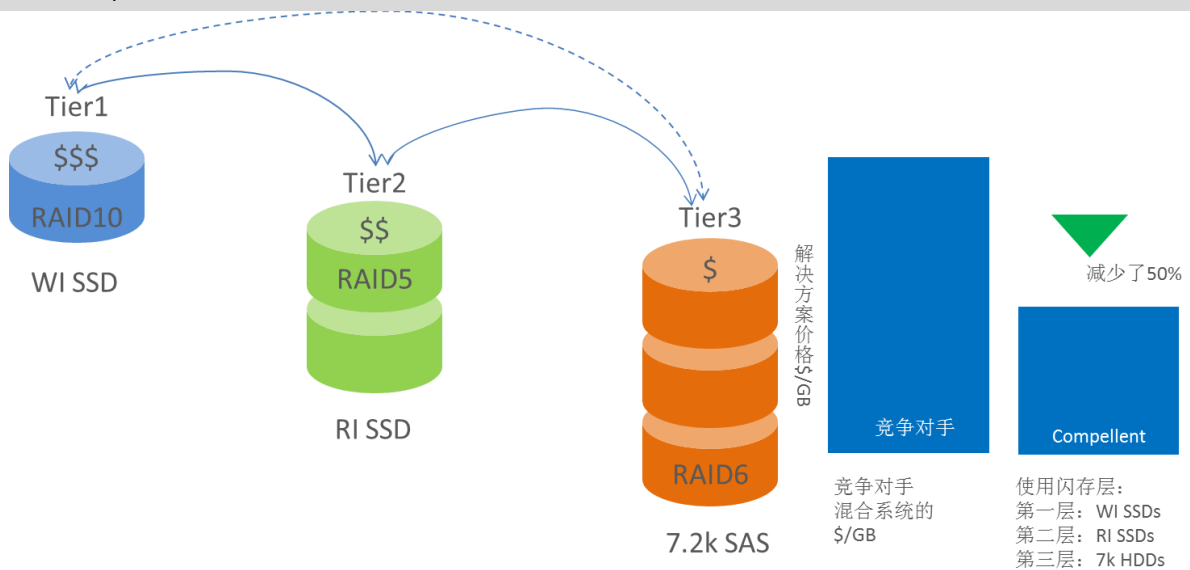 Tier1
$$$
RAID10
WI SSD
Tier2
$$
RAID5
RI SSD
Tier3
$
RAID6
7.2k SAS
解决方案价格$/GB
竞争对手
减少了50%
Compellent
竞争对手
混合系统的
$/GB
使用闪存层：
第一层：WI SSDs
第二层：RI SSDs
第三层：7k HDDs